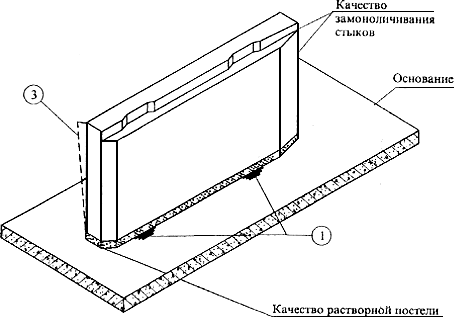 Качество
замоноличивания
стыков
3
Основание
1
Качество растворной постели